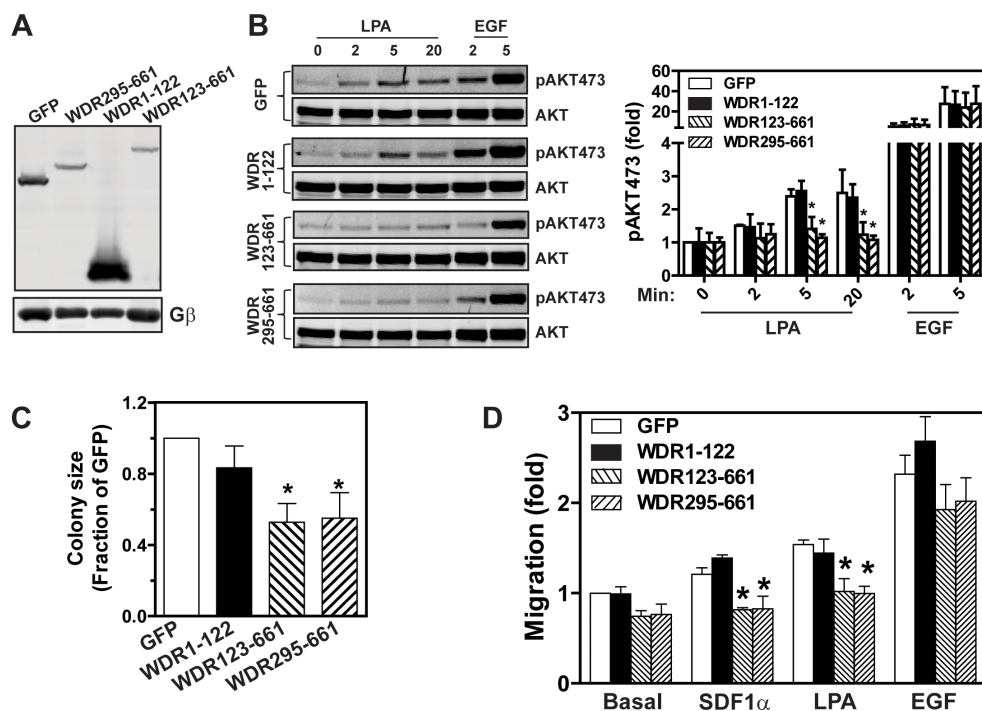 A
GFP
WDR295-661
WDR1-122
WDR123-661
Gβ
B
LPA EGF
0 2 5 20 2 5
GFP
pAKT473
AKT
WDR
1-122
pAKT473
AKT
WDR
123-661
pAKT473
AKT
WDR
295-661
pAKT473
AKT
pAKT473 (fold)
60
40
20
4
3
2
1
0
GFP
WDR1-122
WDR123-661
WDR295-661
* * * *
Min: 0 2 5 20 2 5
LPA EGF
C
Colony size
(Fraction of GFP)
1.2
0.8
0.4
0.0
* *
GFP
WDR1-122
WDR123-661
WDR295-661
D
Migration (fold)
3
2
1
0
GFP
WDR1-122
WDR123-661
WDR295-661
* * * *
Basal SDF1α LPA EGF